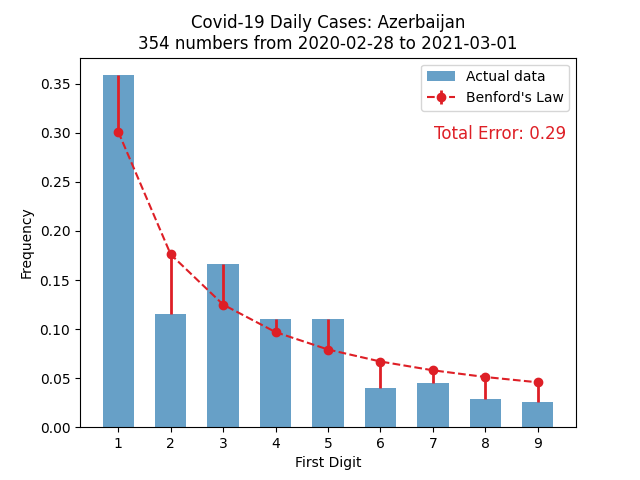 Covid-19 Daily Cases: Azerbaijan
354 numbers from 2020-02-28 to 2021-03-01
Actual data
Benford's Law
Total Error: 0.29
Frequency
0.35
0.30
0.25
0.20
0.15
0.10
0.05
0.00
1 2 3 4 5 6 7 8 9
First Digit